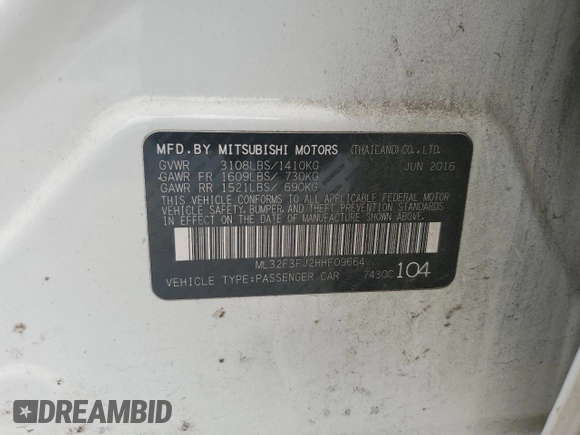 MFD.BY MITSUBISHI MOTORS (THAILAND) CO., LTD.
GVWR 3108LBS/1410KG JUN 2016
GAWR FR 1609LBS/ 730KG
GAWR RR 1521LBS/ 690KG
THIS VEHICLE CONFORMS TO ALL APPLICABLE FEDERAL MOTOR
VEHICLE SAFETY, BUMPER, AND THEFT PREVENTION STANDARDS
IN EFFECT ON THE DATE OF MANUFACTURE SHOWN ABOVE.
ML32F3FJ2HHF09664
VEHICLE TYPE:PASSENGER CAR 7430C 104
DREAMBID